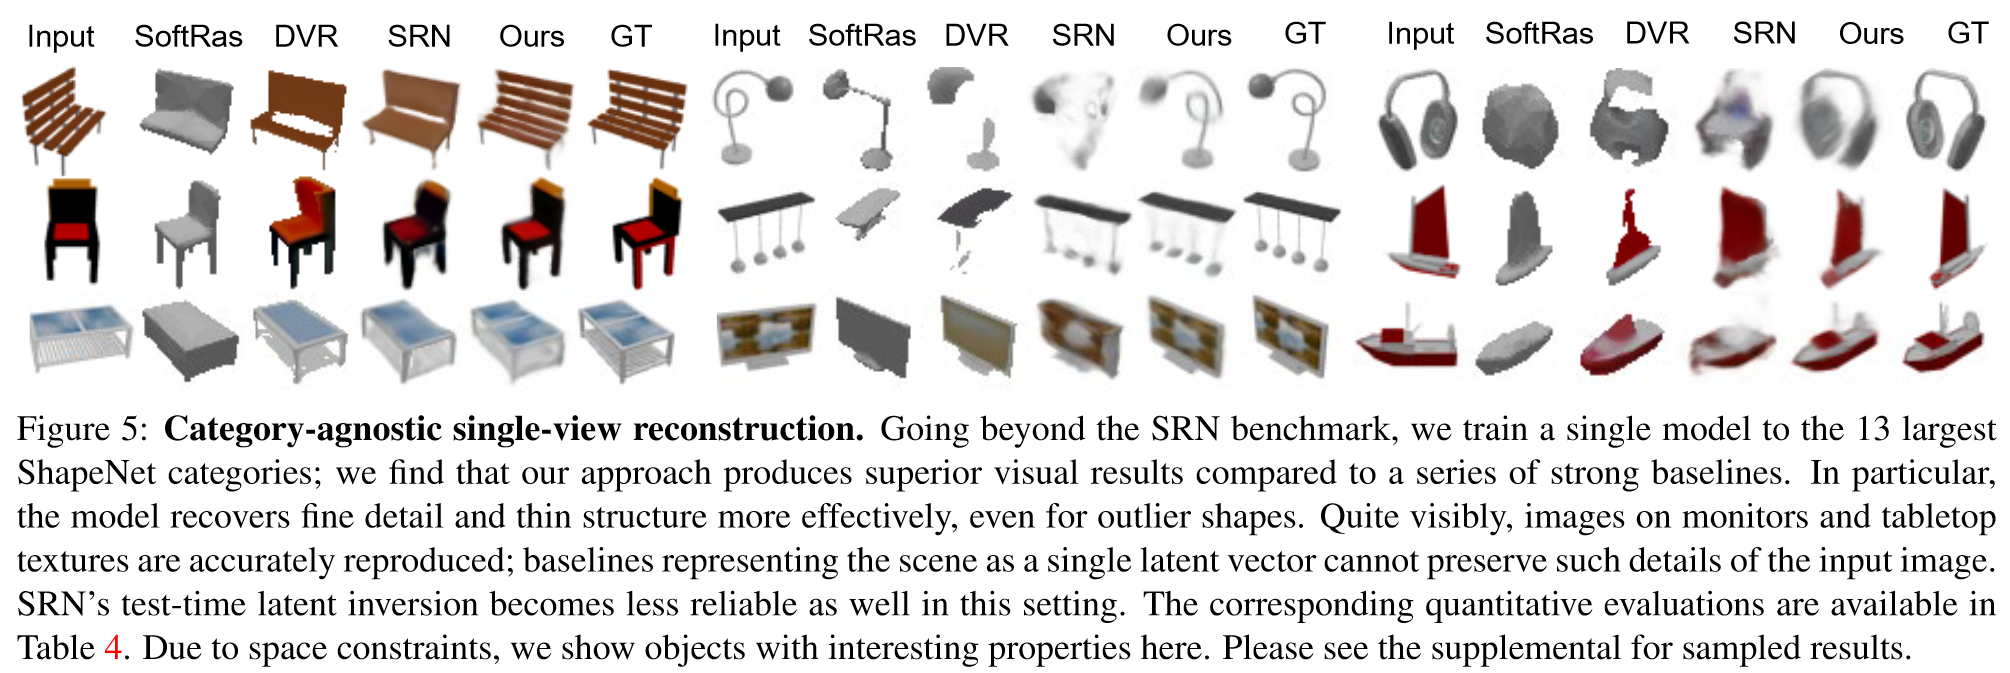 Input SoftRas DVR SRN Ours GT Input SoftRas DVR SRN Ours GT Input SoftRas DVR SRN Ours GT
Figure 5: Category-agnostic single-view reconstruction. Going beyond the SRN benchmark, we train a single model to the 13 largest
ShapeNet categories; we find that our approach produces superior visual results compared to a series of strong baselines. In particular,
the model recovers fine detail and thin structure more effectively, even for outlier shapes. Quite visibly, images on monitors and tabletop
textures are accurately reproduced; baselines representing the scene as a single latent vector cannot preserve such details of the input image.
SRN's test-time latent inversion becomes less reliable as well in this setting. The corresponding quantitative evaluations are available in
Table 4. Due to space constraints, we show objects with interesting properties here. Please see the supplemental for sampled results.